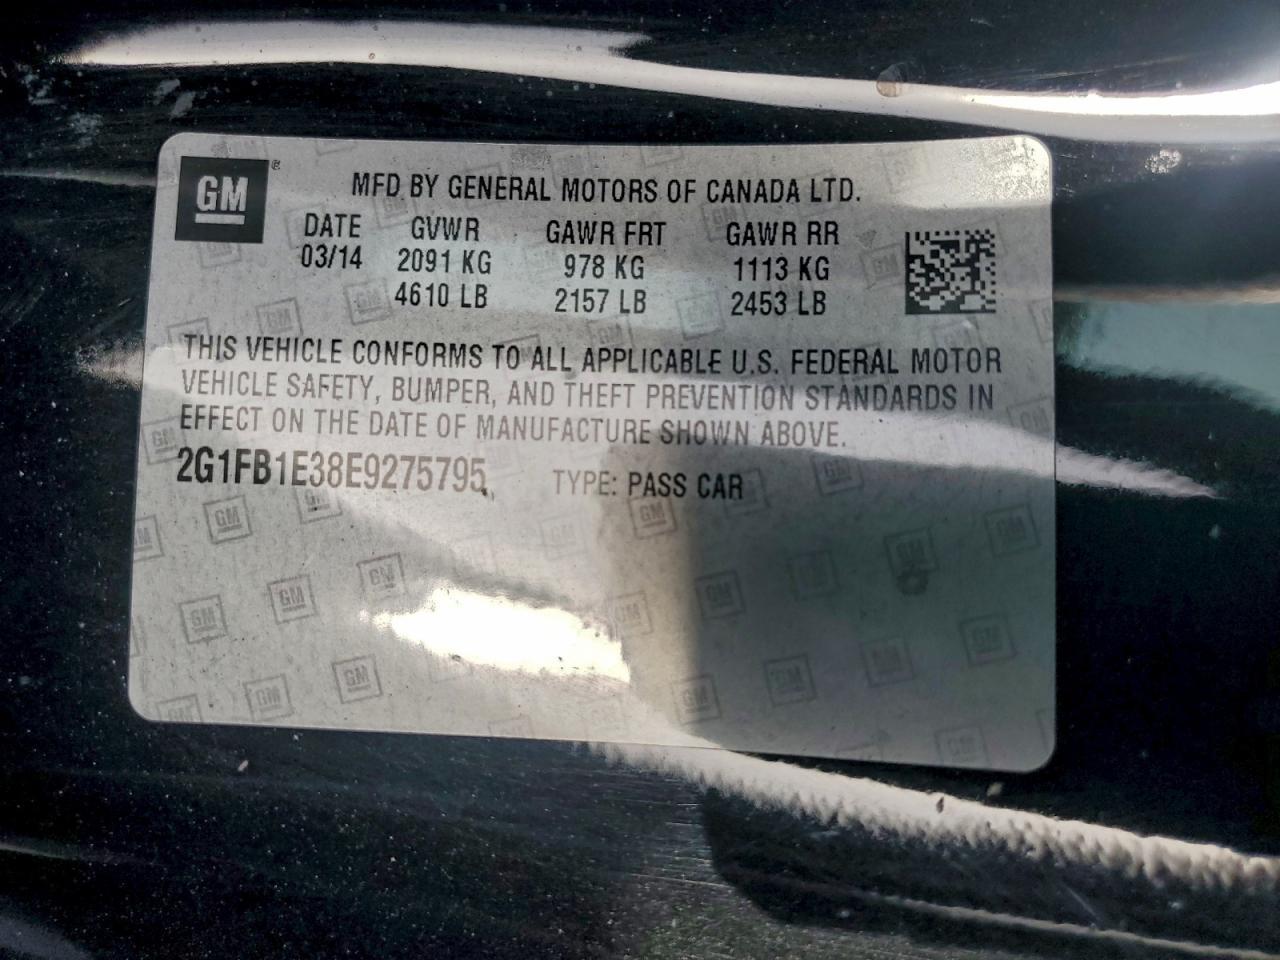 GM
MFD BY GENERAL MOTORS OF CANADA LTD.
DATE GVWR GAWR FRT GAWR RR
03/14 2091 KG 978 KG 1113 KG
4610 LB 2157 LB 2453 LB
THIS VEHICLE CONFORMS TO ALL APPLICABLE U.S. FEDERAL MOTOR
VEHICLE SAFETY, BUMPER, AND THEFT PREVENTION STANDARDS IN
EFFECT ON THE DATE OF MANUFACTURE SHOWN ABOVE.
2G1FB1E38E9275795 TYPE: PASS CAR